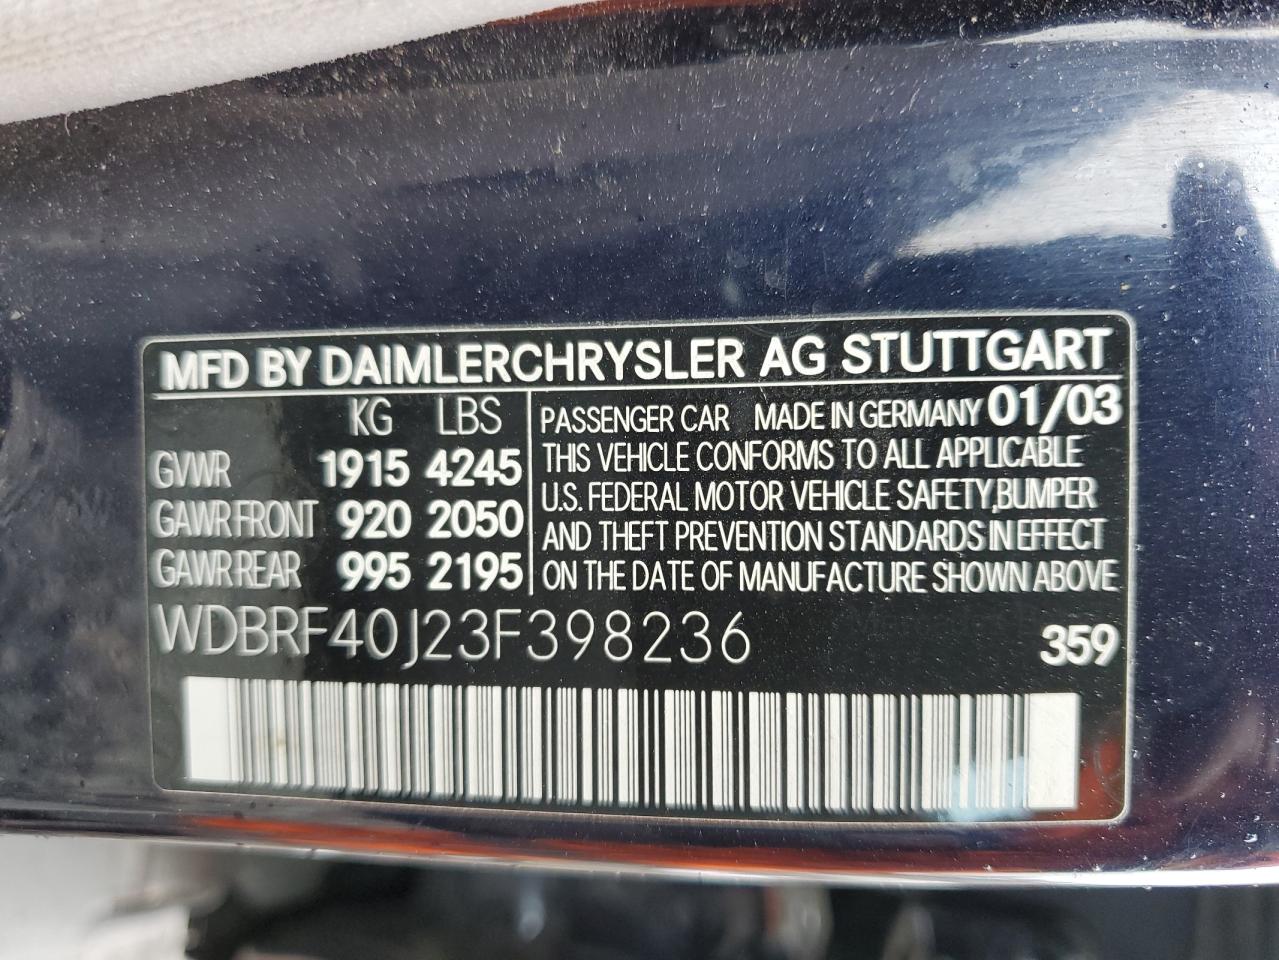 MFD BY DAIMLERCHRYSLER AG STUTTGART
KG LBS
GVWR 1915 4245
GAWR FRONT 920 2050
GAWR REAR 995 2195
PASSENGER CAR MADE IN GERMANY 01/03
THIS VEHICLE CONFORMS TO ALL APPLICABLE
U.S. FEDERAL MOTOR VEHICLE SAFETY,BUMPER
AND THEFT PREVENTION STANDARDS IN EFFECT
ON THE DATE OF MANUFACTURE SHOWN ABOVE
WDBRF40J23F398236 359